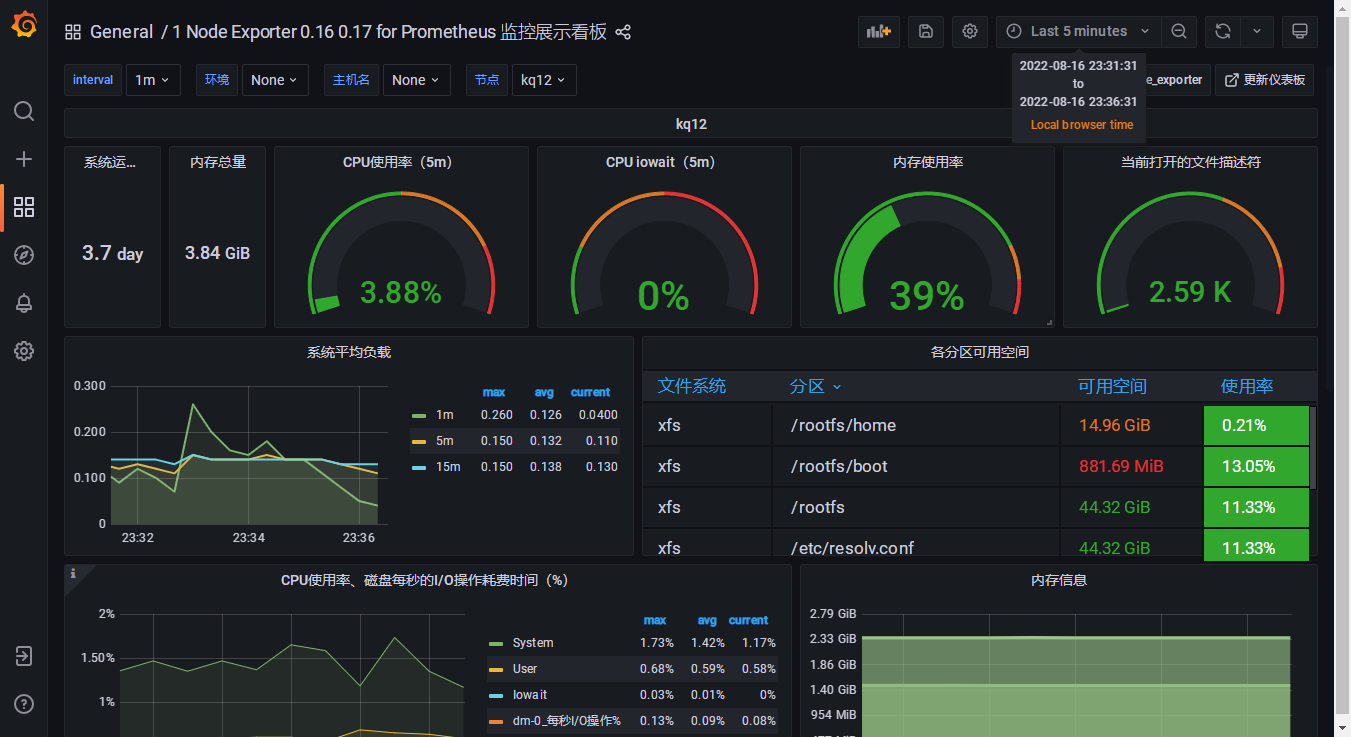 General / 1 Node Exporter 0.16 0.17 for Prometheus 监控展示看板
Last 5 minutes
2022-08-16 23:31:31
to
2022-08-16 23:36:31
Local browser time
interval 1m 环境 None 主机名 None 节点 kq12
e_exporter 更新仪表板
kq12
系统运...
3.7 day
内存总量
3.84 GiB
CPU使用率（5m）
3.88%
CPU iowait（5m）
0%
内存使用率
39%
当前打开的文件描述符
2.59 K
系统平均负载
0.300
0.200
0.100
0
23:32 23:34 23:36
max avg current
1m 0.260 0.126 0.0400
5m 0.150 0.132 0.110
15m 0.150 0.138 0.130
各分区可用空间
文件系统 分区 可用空间 使用率
xfs /rootfs/home 14.96 GiB 0.21%
xfs /rootfs/boot 881.69 MiB 13.05%
xfs /rootfs 44.32 GiB 11.33%
xfs /etc/resolv.conf 44.32 GiB 11.33%
CPU使用率、磁盘每秒的I/O操作耗费时间（%）
2%
1.50%
1%
max avg current
System 1.73% 1.42% 1.17%
User 0.68% 0.59% 0.58%
Iowait 0.03% 0.01% 0%
dm-0_每秒I/O操作% 0.13% 0.09% 0.08%
内存信息
2.79 GiB
2.33 GiB
1.86 GiB
1.40 GiB
954 MiB